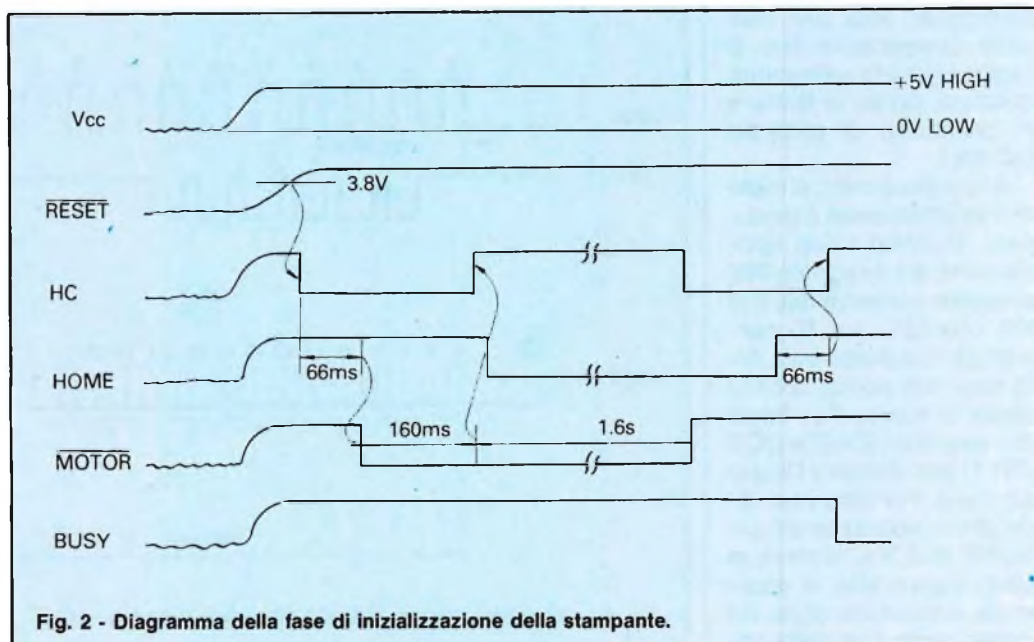 +5V HIGH
Vcc
0V LOW
3.8V
RESET
HC
HOME
66ms
66ms
160ms
1.6s
MOTOR
BUSY
Fig. 2 - Diagramma della fase di inizializzazione della stampante.